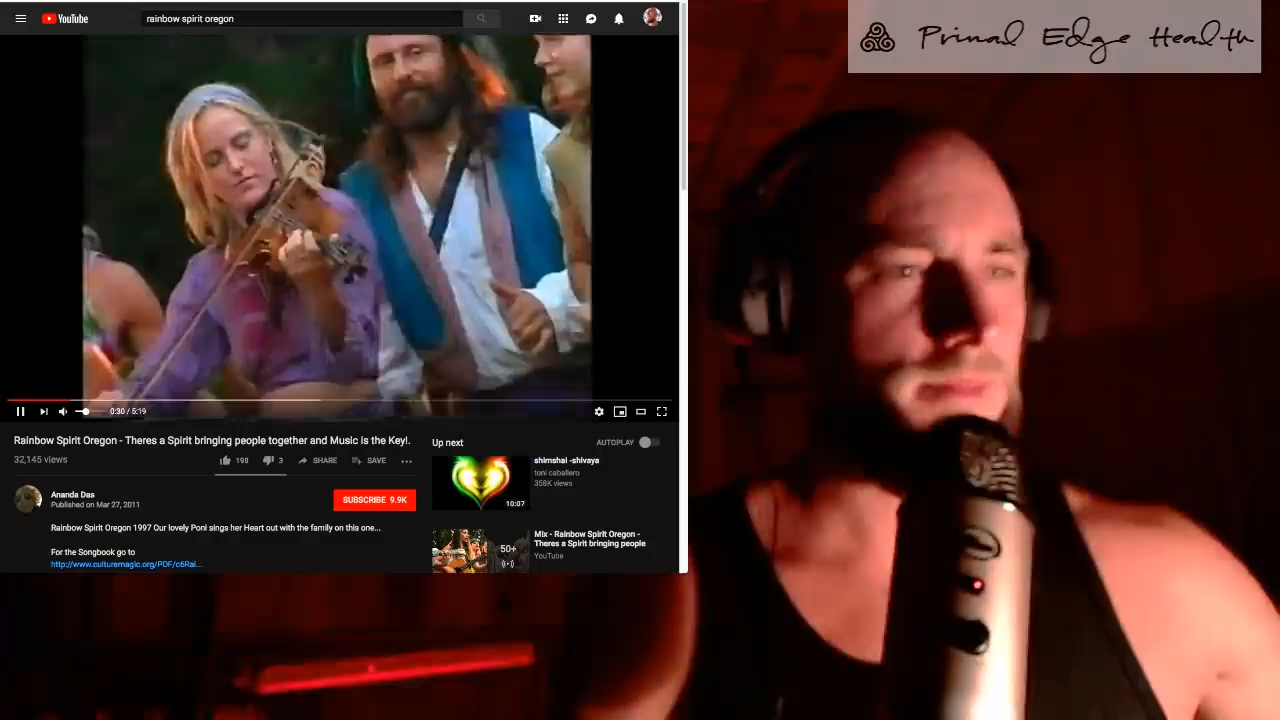 YouTube
rainbow spirit oregon
Primal Edge Health
0:30 / 5:19
Rainbow Spirit Oregon - Theres a Spirit bringing people together and Music is the Key!.
32,145 views
198
3
SHARE
SAVE
Ananda Das
Published on Mar 27, 2011
SUBSCRIBE 9.9K
Rainbow Spirit Oregon 1997 Our lovely Poni sings her Heart out with the family on this one...
For the Songbook go to
http://www.culturemagic.org/PDF/c6Rai...
Up next
AUTOPLAY
shimshai -shivaya
toni caballero
358K views
10:07
Mix - Rainbow Spirit Oregon -
Theres a Spirit bringing people
YouTube
50+